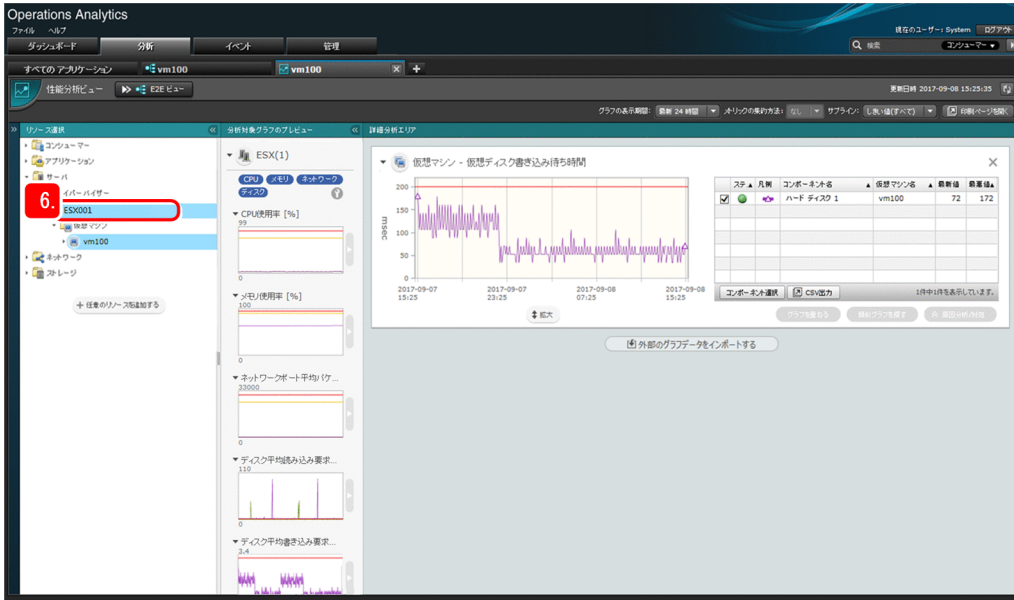 Operations Analytics
ファイル ヘルプ
現在のユーザー: System ログアウト
ダッシュボード 分析 イベント 管理
検索 コンシューマー
すべての アプリケーション vm100 vm100 × +
性能分析ビュー E2E ビュー
更新日時 2017-09-08 15:25:35
グラフの表示期間: 最新 24 時間 メトリックの集約方法: なし サブライン: しきい値(すべて) 印刷ページを開く
リソース選択
コンシューマー
アプリケーション
サーバ
イパーバイザー
6.
ESX001
仮想マシン
vm100
ネットワーク
ストレージ
+ 任意のリソースを追加する
分析対象グラフのプレビュー
ESX(1)
CPU メモリ ネットワーク
ディスク ?
CPU使用率 [%]
99
0
メモリ使用率 [%]
100
0
ネットワークポート平均パケ...
33000
0
ディスク平均読み込み要求...
110
0
ディスク平均書き込み要求...
3.4
詳細分析エリア
仮想マシン - 仮想ディスク書き込み待ち時間
200
150
100
50
0
msec
2017-09-07 2017-09-07 2017-09-08 2017-09-08
15:25 23:25 07:25 15:25
拡大
ステ 凡例 コンポーネント名 仮想マシン名 最新値 最悪値
ハード ディスク 1 vm100 72 172
コンポーネント選択 CSV出力 1件中1件を表示しています。
グラフを重ねる 類似グラフを探す
外部のグラフデータをインポートする